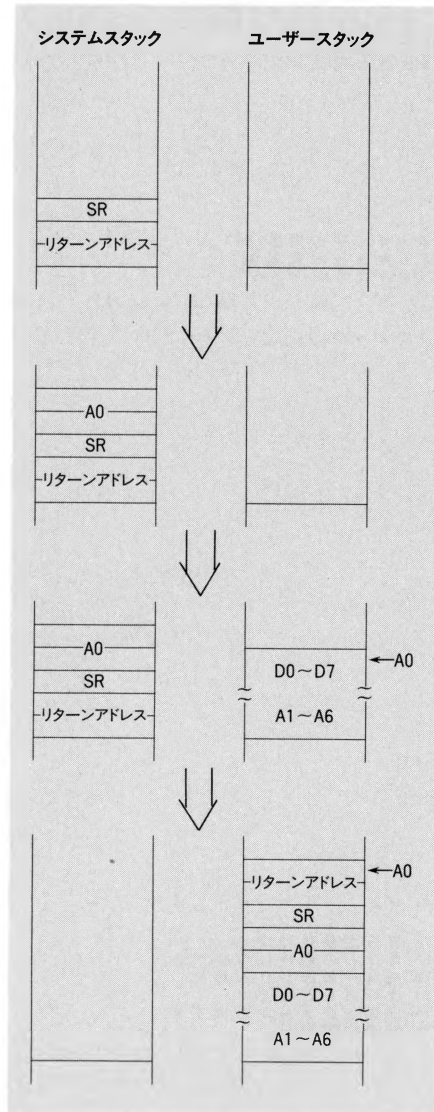 システムスタック
ユーザースタック
SR
リターンアドレス
A0
SR
リターンアドレス
A0
SR
リターンアドレス
D0~D7
A1~A6
A0
リターンアドレス
SR
A0
D0~D7
A1~A6
A0